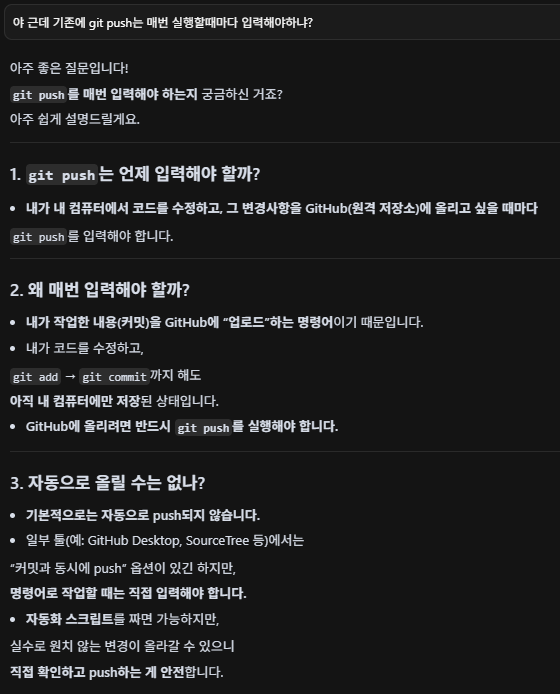 야 근데 기존에 git push는 매번 실행할때마다 입력해야하냐?
아주 좋은 질문입니다!
git push를 매번 입력해야 하는지 궁금하신 거죠?
아주 쉽게 설명드릴게요.
1. git push는 언제 입력해야 할까?
• 내가 내 컴퓨터에서 코드를 수정하고, 그 변경사항을 GitHub(원격 저장소)에 올리고 싶을 때마다
git push를 입력해야 합니다.
2. 왜 매번 입력해야 할까?
• 내가 작업한 내용(커밋)을 GitHub에 “업로드”하는 명령어이기 때문입니다.
• 내가 코드를 수정하고,
git add → git commit까지 해도
아직 내 컴퓨터에만 저장된 상태입니다.
• GitHub에 올리려면 반드시 git push를 실행해야 합니다.
3. 자동으로 올릴 수는 없나?
• 기본적으로는 자동으로 push되지 않습니다.
• 일부 툴(예: GitHub Desktop, SourceTree 등)에서는
“커밋과 동시에 push” 옵션이 있긴 하지만,
명령어로 작업할 때는 직접 입력해야 합니다.
• 자동화 스크립트를 짜면 가능하지만,
실수로 원치 않는 변경이 올라갈 수 있으니
직접 확인하고 push하는 게 안전합니다.